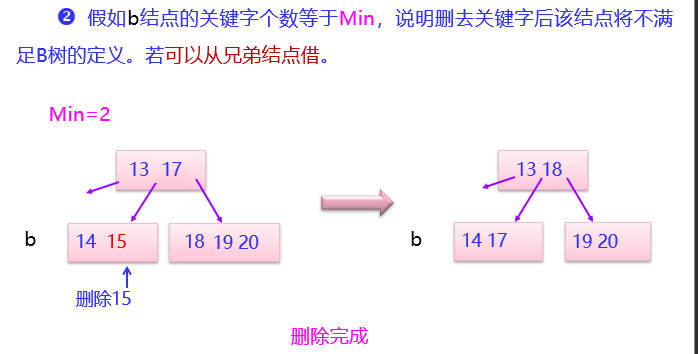 ❷ 假如b结点的关键字个数等于Min，说明删去关键字后该结点将不满
足B树的定义。若可以从兄弟结点借。
Min=2
13 17
13 18
b
14 15
18 19 20
b
14 17
19 20
删除15
删除完成